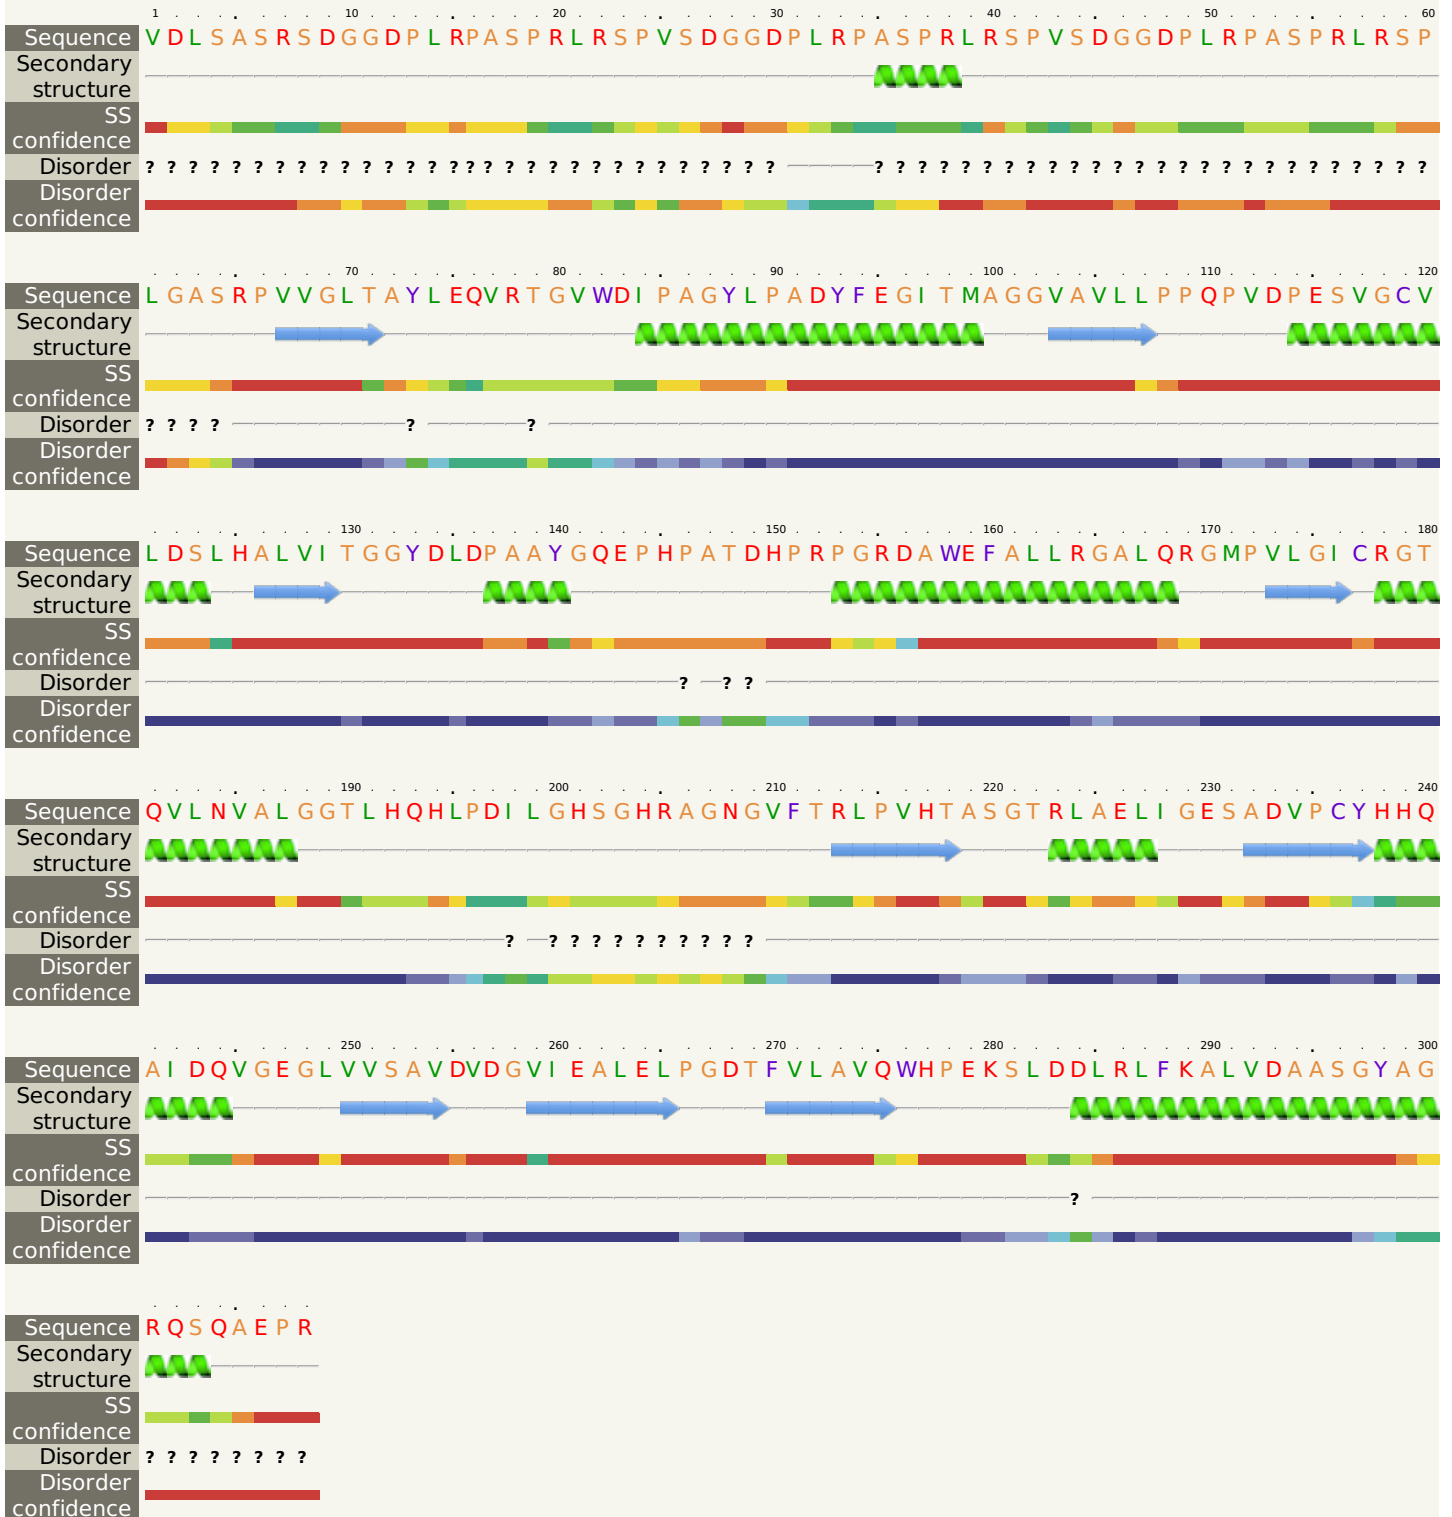 1 10 20 30 40 50 60
Sequence VDLSASRSDGGDPLRPASPRLRSPVSDGGDPLRPASPRLRSPVSDGGDPLRPASPRLRSP
Secondary
structure
SS
confidence
Disorder ? ? ? ? ? ? ? ? ? ? ? ? ? ? ? ? ? ? ? ? ? ? ? ? ? ? ? ? ? ? ? ? ? ? ? ? ? ? ? ? ? ? ? ? ? ? ? ? ? ? ? ? ? ? ? ?
Disorder
confidence
70 80 90 100 110 120
Sequence LGASRPVVGLTAYLEQVRTGVWDIPAGYLPADYFEGITMAGGVAVLLPPQPVDPESVGCV
Secondary
structure
SS
confidence
Disorder ? ? ? ? ? ?
Disorder
confidence
130 140 150 160 170 180
Sequence LDSLHALVITGGYDLDPAAYGQEPHPATDHPRPGRDAWEFALLRGALQRGMPVLGICRGT
Secondary
structure
SS
confidence
Disorder ? ? ?
Disorder
confidence
190 200 210 220 230 240
Sequence QVLNVALGGTLHQHLPDILGHSGHRAGNGVFTRLPVHTASGTRLAELIGESADVPCYHHQ
Secondary
structure
SS
confidence
Disorder ? ? ? ? ? ? ? ? ? ? ?
Disorder
confidence
250 260 270 280 290 300
Sequence AIDQVGEGLVVSAVDVDGVIEALELPGDTFVLAVQWHPEKSLDDLRLFKALVDAASGYAG
Secondary
structure
SS
confidence
Disorder ?
Disorder
confidence
Sequence RQSQAEPR
Secondary
structure
SS
confidence
Disorder ? ? ? ? ? ? ? ?
Disorder
confidence